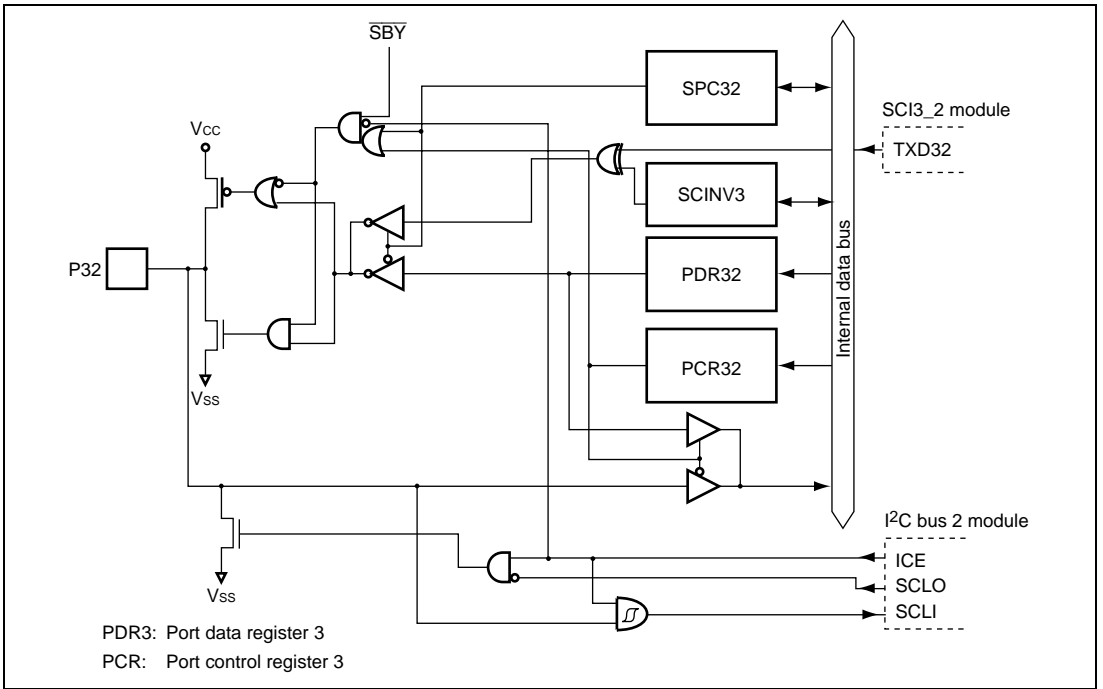 SBY
SPC32
SCI3_2 module
VCC
TXD32
SCINV3
P32
PDR32
Internal data bus
PCR32
VSS
I2C bus 2 module
ICE
SCLO
VSS
SCLI
PDR3: Port data register 3
PCR: Port control register 3